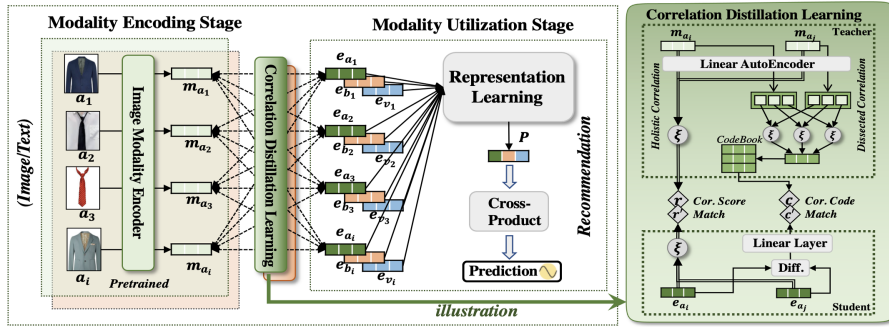 Modality Encoding Stage
Modality Utilization Stage
(Image/Text)
a1
a2
a3
ai
Image Modality Encoder
Pretrained
ma1
ma2
ma3
mai
Correlation Distillation Learning
ea1
eb1
ev1
ea2
eb2
ev2
ea3
eb3
ev3
eai
ebi
evi
Representation
Learning
P
Cross-
Product
Prediction
Recommendation
illustration
Correlation Distillation Learning
mai
maj
Teacher
Linear AutoEncoder
Holistic Correlation
Dissected Correlation
ξ
ξ ξ ξ
CodeBook
r
r'
Cor. Score
Match
c
c'
Cor. Code
Match
ξ
Linear Layer
Diff.
eai
eaj
Student